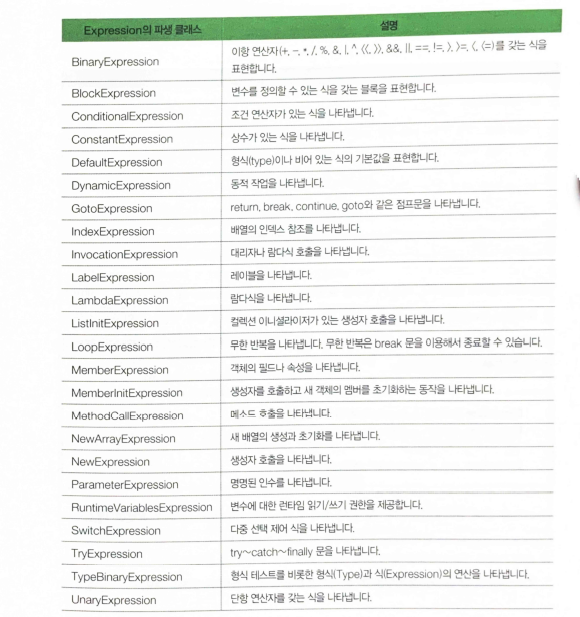 Expression의 파생 클래스 설명
BinaryExpression 이항 연산자(+, -, *, /, %, &, |, ^, 〈〈, 〉〉, &&, ||, ==, !=, 〉, 〉=, 〈, 〈=)를 갖는 식을
표현합니다.
BlockExpression 변수를 정의할 수 있는 식을 갖는 블록을 표현합니다.
ConditionalExpression 조건 연산자가 있는 식을 나타냅니다.
ConstantExpression 상수가 있는 식을 나타냅니다.
DefaultExpression 형식(type)이나 비어 있는 식의 기본값을 표현합니다.
DynamicExpression 동적 작업을 나타냅니다.
GotoExpression return, break, continue, goto와 같은 점프문을 나타냅니다.
IndexExpression 배열의 인덱스 참조를 나타냅니다.
InvocationExpression 대리자나 람다식 호출을 나타냅니다.
LabelExpression 레이블을 나타냅니다.
LambdaExpression 람다식을 나타냅니다.
ListInitExpression 컬렉션 이니셜라이저가 있는 생성자 호출을 나타냅니다.
LoopExpression 무한 반복을 나타냅니다. 무한 반복은 break 문을 이용해서 종료할 수 있습니다.
MemberExpression 객체의 필드나 속성을 나타냅니다.
MemberInitExpression 생성자를 호출하고 새 객체의 멤버를 초기화하는 동작을 나타냅니다.
MethodCallExpression 메소드 호출을 나타냅니다.
NewArrayExpression 새 배열의 생성과 초기화를 나타냅니다.
NewExpression 생성자 호출을 나타냅니다.
ParameterExpression 명명된 인수를 나타냅니다.
RuntimeVariablesExpression 변수에 대한 런타임 읽기/쓰기 권한을 제공합니다.
SwitchExpression 다중 선택 제어 식을 나타냅니다.
TryExpression try~catch~finally 문을 나타냅니다.
TypeBinaryExpression 형식 테스트를 비롯한 형식(Type)과 식(Expression)의 연산을 나타냅니다.
UnaryExpression 단항 연산자를 갖는 식을 나타냅니다.